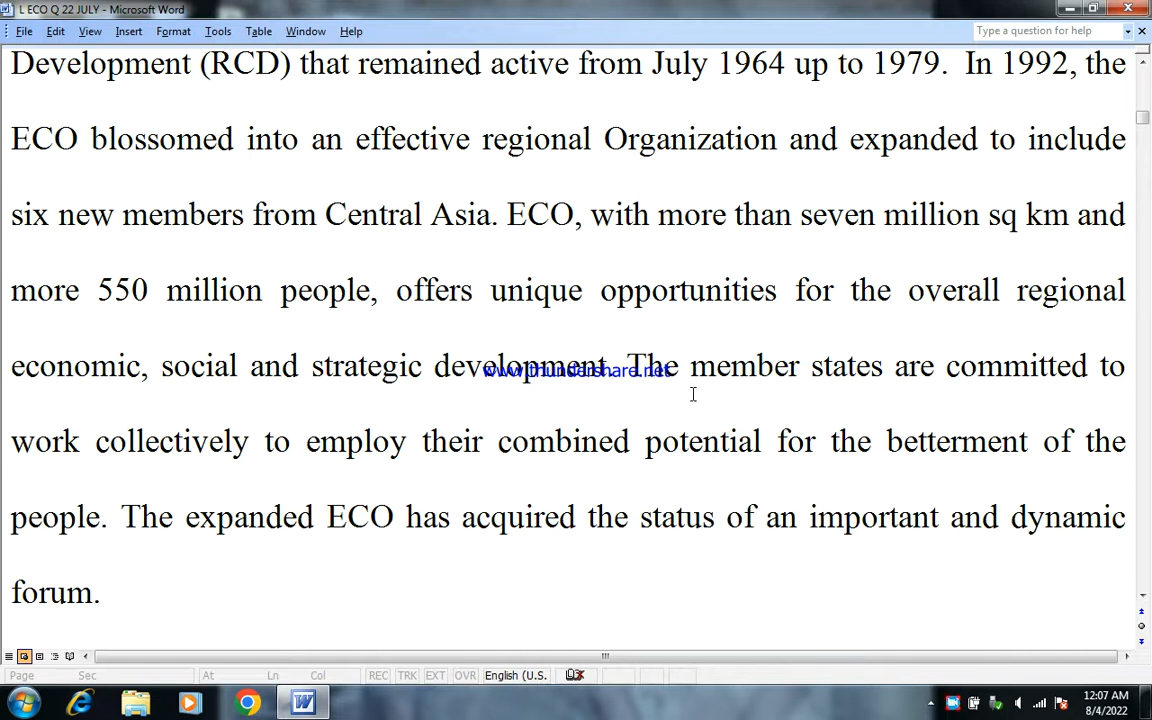 L ECO Q 22 JULY - Microsoft Word
File Edit View Insert Format Tools Table Window Help Type a question for help
Development (RCD) that remained active from July 1964 up to 1979. In 1992, the
ECO blossomed into an effective regional Organization and expanded to include
six new members from Central Asia. ECO, with more than seven million sq km and
more 550 million people, offers unique opportunities for the overall regional
economic, social and strategic development. The member states are committed to
www.thundershare.net
work collectively to employ their combined potential for the betterment of the
people. The expanded ECO has acquired the status of an important and dynamic
forum.
Page Sec At Ln Col REC TRK EXT OVR English (U.S.
12:07 AM
8/4/2022